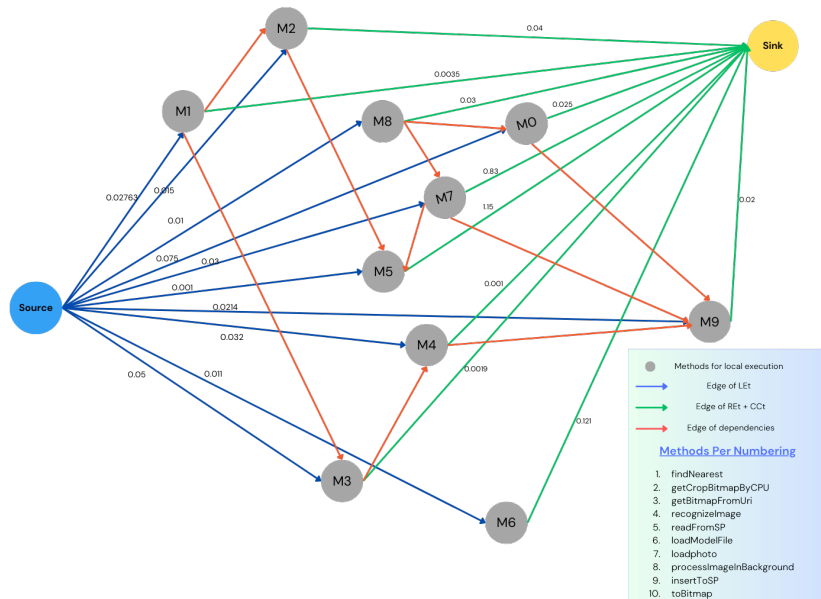 M2
0.04
Sink
0.0035
M1
0.03
0.025
M8
M0
0.83
0.02763
0.015
M7
0.02
1.15
0.01
0.075
0.03
M5
0.001
0.001
Source
0.0214
M9
0.032
M4
0.05
0.011
0.0019
0.121
M3
M6
Methods for local execution
Edge of LEt
Edge of REt + CCt
Edge of dependencies
Methods Per Numbering
1. findNearest
2. getCropBitmapByCPU
3. getBitmapFromUri
4. recognizeImage
5. readFromSP
6. loadModelFile
7. loadphoto
8. processImageInBackground
9. insertToSP
10. toBitmap